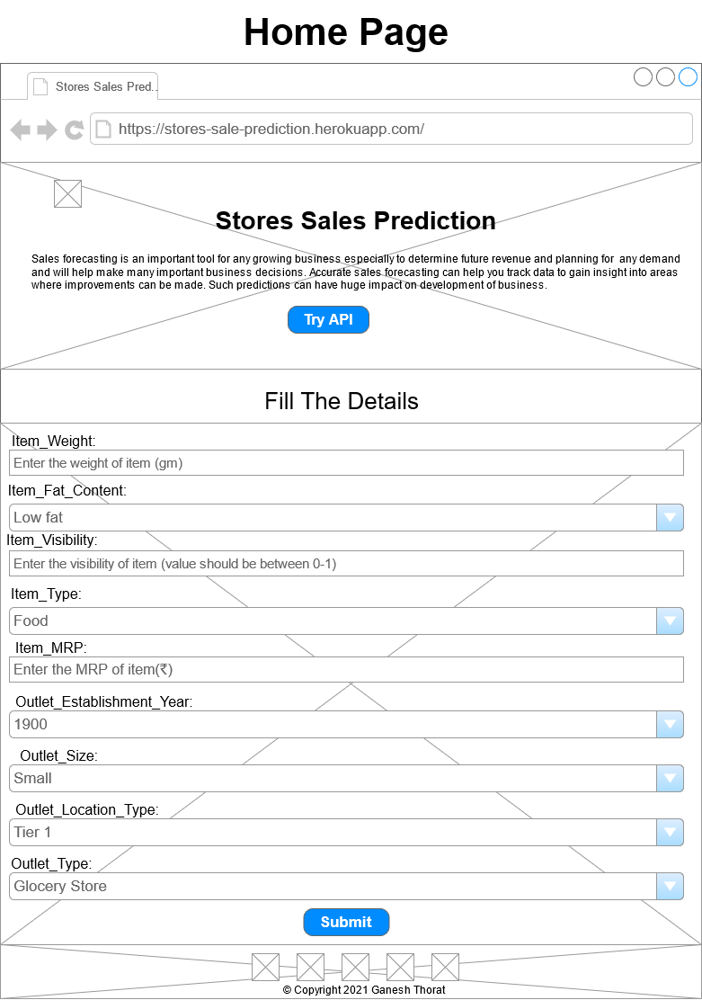 Home Page
Stores Sales Pred..
https://stores-sale-prediction.herokuapp.com/
Stores Sales Prediction
Sales forecasting is an important tool for any growing business especially to determine future revenue and planning for any demand
and will help make many important business decisions. Accurate sales forecasting can help you track data to gain insight into areas
where improvements can be made. Such predictions can have huge impact on development of business.
Try API
Fill The Details
Item_Weight:
Enter the weight of item (gm)
Item_Fat_Content:
Low fat
Item_Visibility:
Enter the visibility of item (value should be between 0-1)
Item_Type:
Food
Item_MRP:
Enter the MRP of item(₹)
Outlet_Establishment_Year:
1900
Outlet_Size:
Small
Outlet_Location_Type:
Tier 1
Outlet_Type:
Glocery Store
Submit
© Copyright 2021 Ganesh Thorat